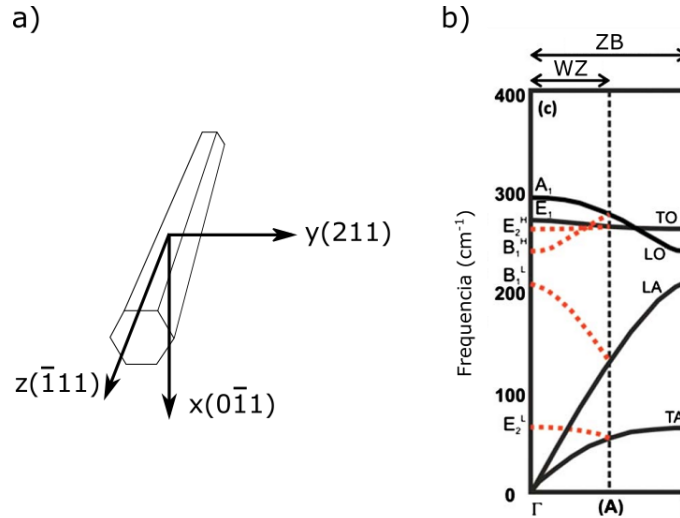 a)
y(211)
z(1̅11)
x(01̅1)
b)
ZB
WZ
(c)
Frequencia (cm⁻¹)
400
300
200
100
0
A₁
E₁
E₂ᴴ
B₁ᴴ
B₁ᴸ
E₂ᴸ
TO
LO
LA
TA
Γ
(A)